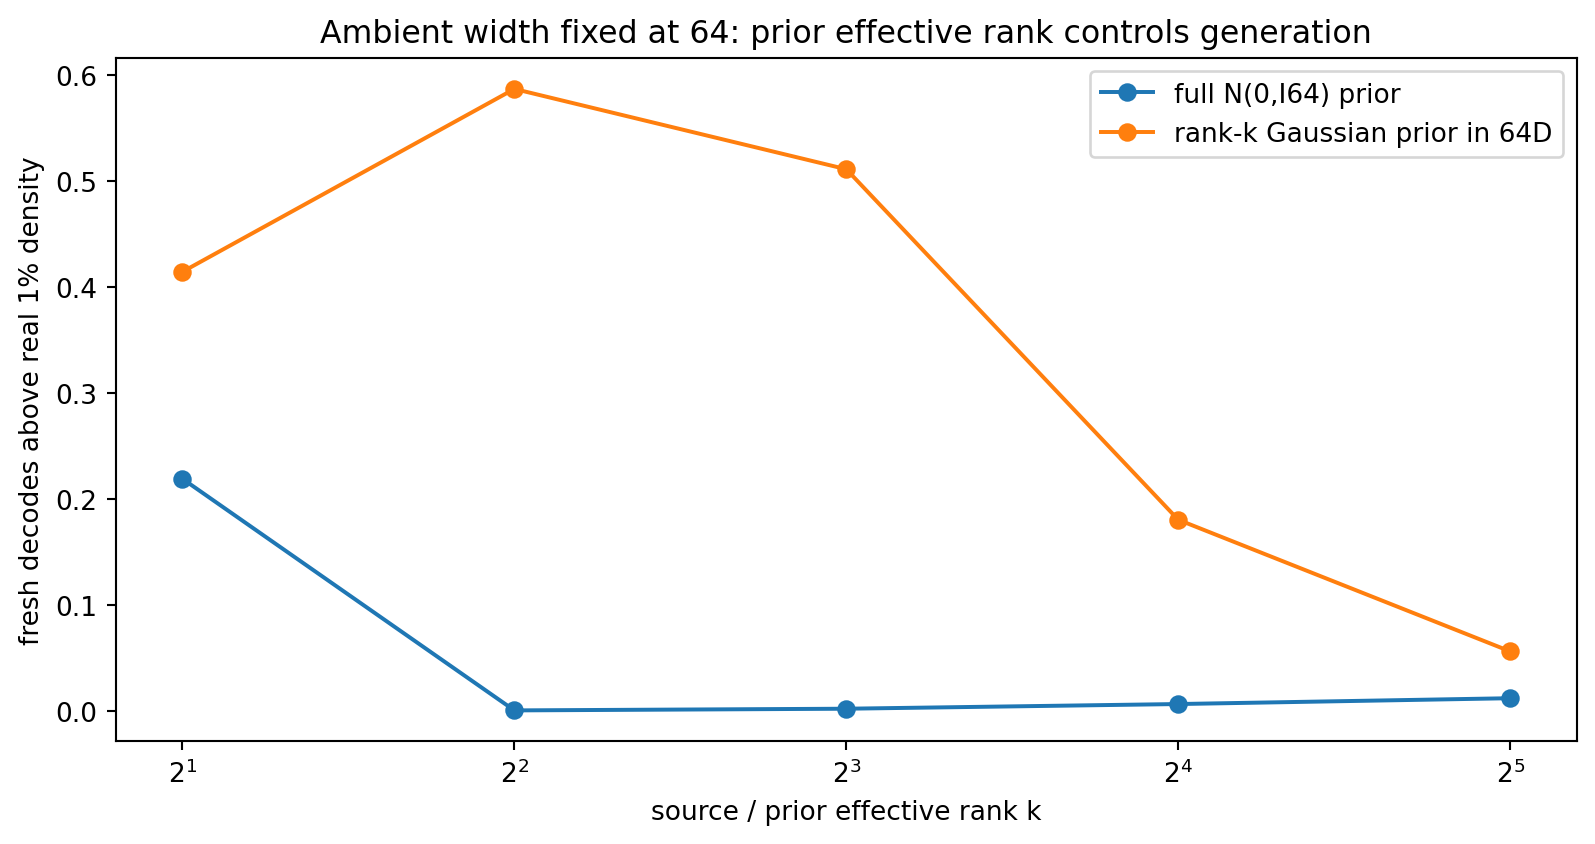 Ambient width fixed at 64: prior effective rank controls generation
full N(0,I64) prior
rank-k Gaussian prior in 64D
fresh decodes above real 1% density
0.6
0.5
0.4
0.3
0.2
0.1
0.0
2¹
2²
2³
2⁴
2⁵
source / prior effective rank k